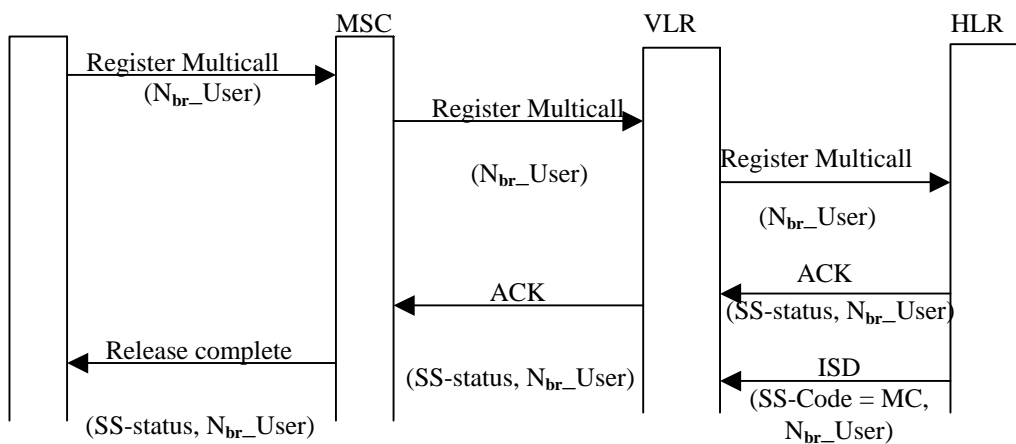 MSC
VLR
HLR
Register Multicall
(Nbr_User)
Register Multicall
(Nbr_User)
Register Multicall
(Nbr_User)
ACK
(SS-status, Nbr_User)
ACK
(SS-status, Nbr_User)
Release complete
(SS-status, Nbr_User)
ISD
(SS-Code = MC,
Nbr_User)